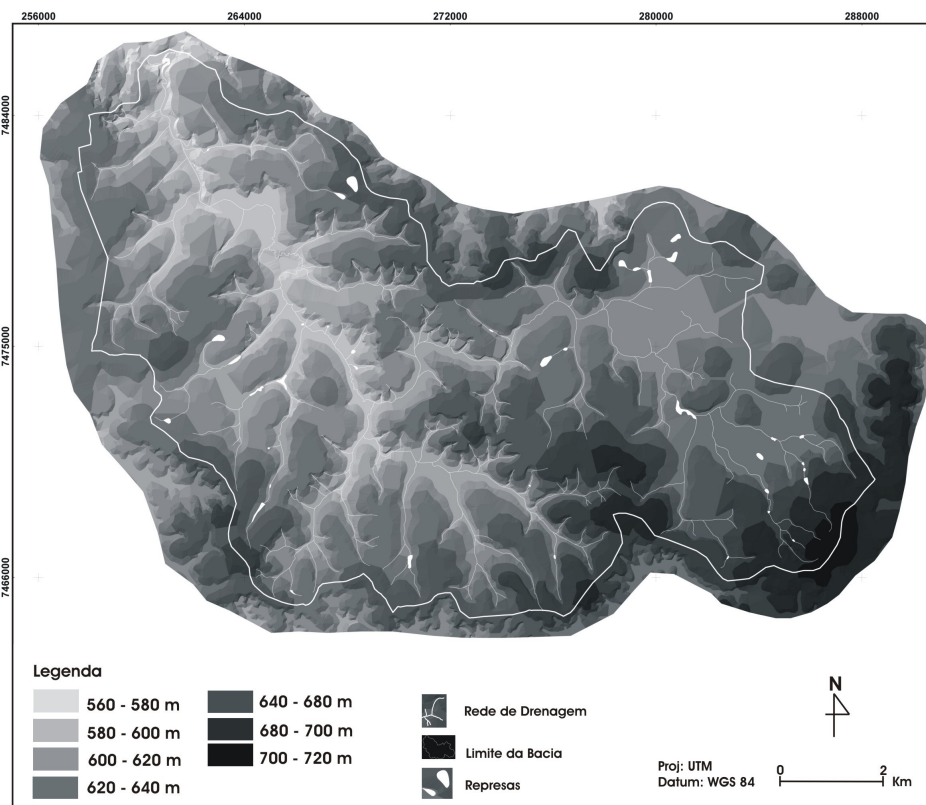 256000 264000 272000 280000 288000
7484000
7475000
7466000
Legenda
560 - 580 m
580 - 600 m
600 - 620 m
620 - 640 m
640 - 680 m
680 - 700 m
700 - 720 m
Rede de Drenagem
Limite da Bacia
Represas
N
Proj: UTM
Datum: WGS 84
0 2 Km